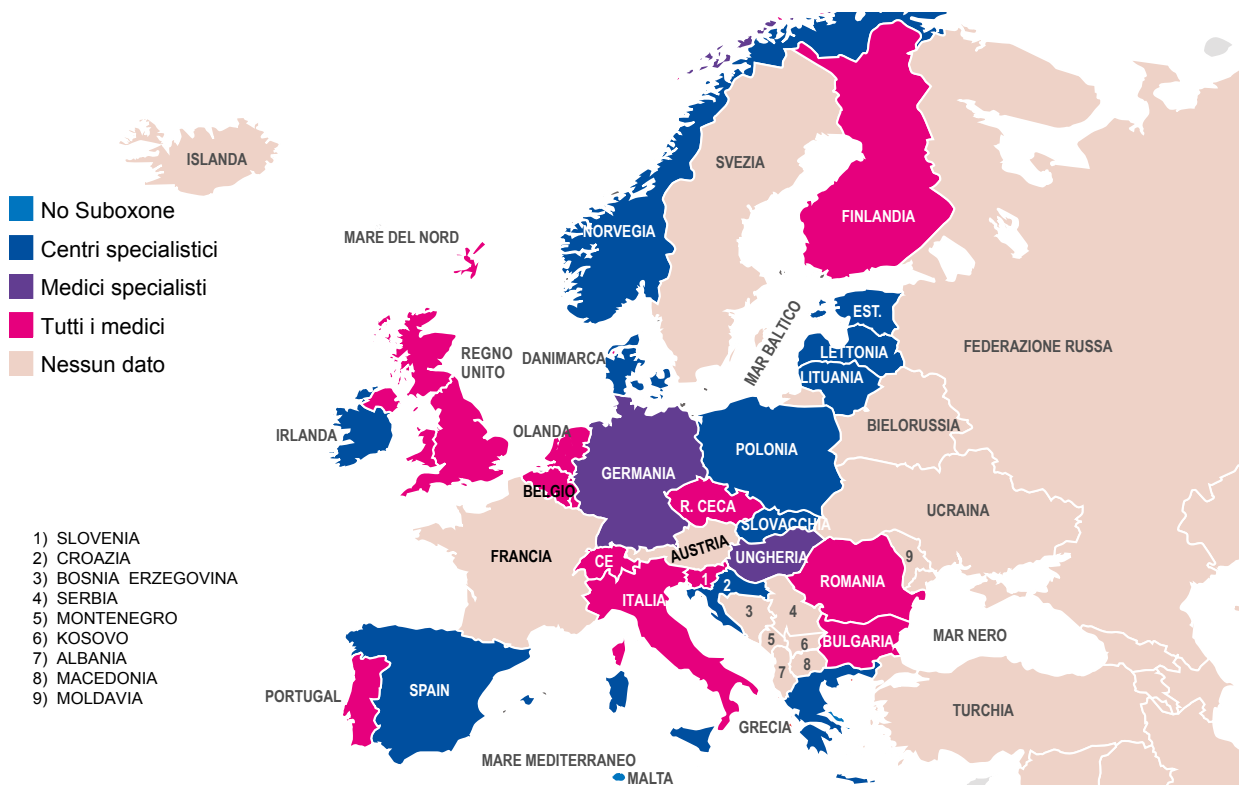 ISLANDA
No Suboxone
Centri specialistici
Medici specialisti
Tutti i medici
Nessun dato
SVEZIA
FINLANDIA
NORVEGIA
MARE DEL NORD
EST.
LETTONIA
LITUANIA
MAR BALTICO
FEDERAZIONE RUSSA
REGNO
UNITO
DANIMARCA
BIELORUSSIA
IRLANDA
OLANDA
GERMANIA
POLONIA
BELGIO
R. CECA
UCRAINA
SLOVACCHIA
FRANCIA
AUSTRIA
UNGHERIA
CE
ITALIA
ROMANIA
1
2
3
4
5
6
7
8
9
BULGARIA
MAR NERO
1) SLOVENIA
2) CROAZIA
3) BOSNIA ERZEGOVINA
4) SERBIA
5) MONTENEGRO
6) KOSOVO
7) ALBANIA
8) MACEDONIA
9) MOLDAVIA
PORTUGAL
SPAIN
GRECIA
TURCHIA
MARE MEDITERRANEO
MALTA